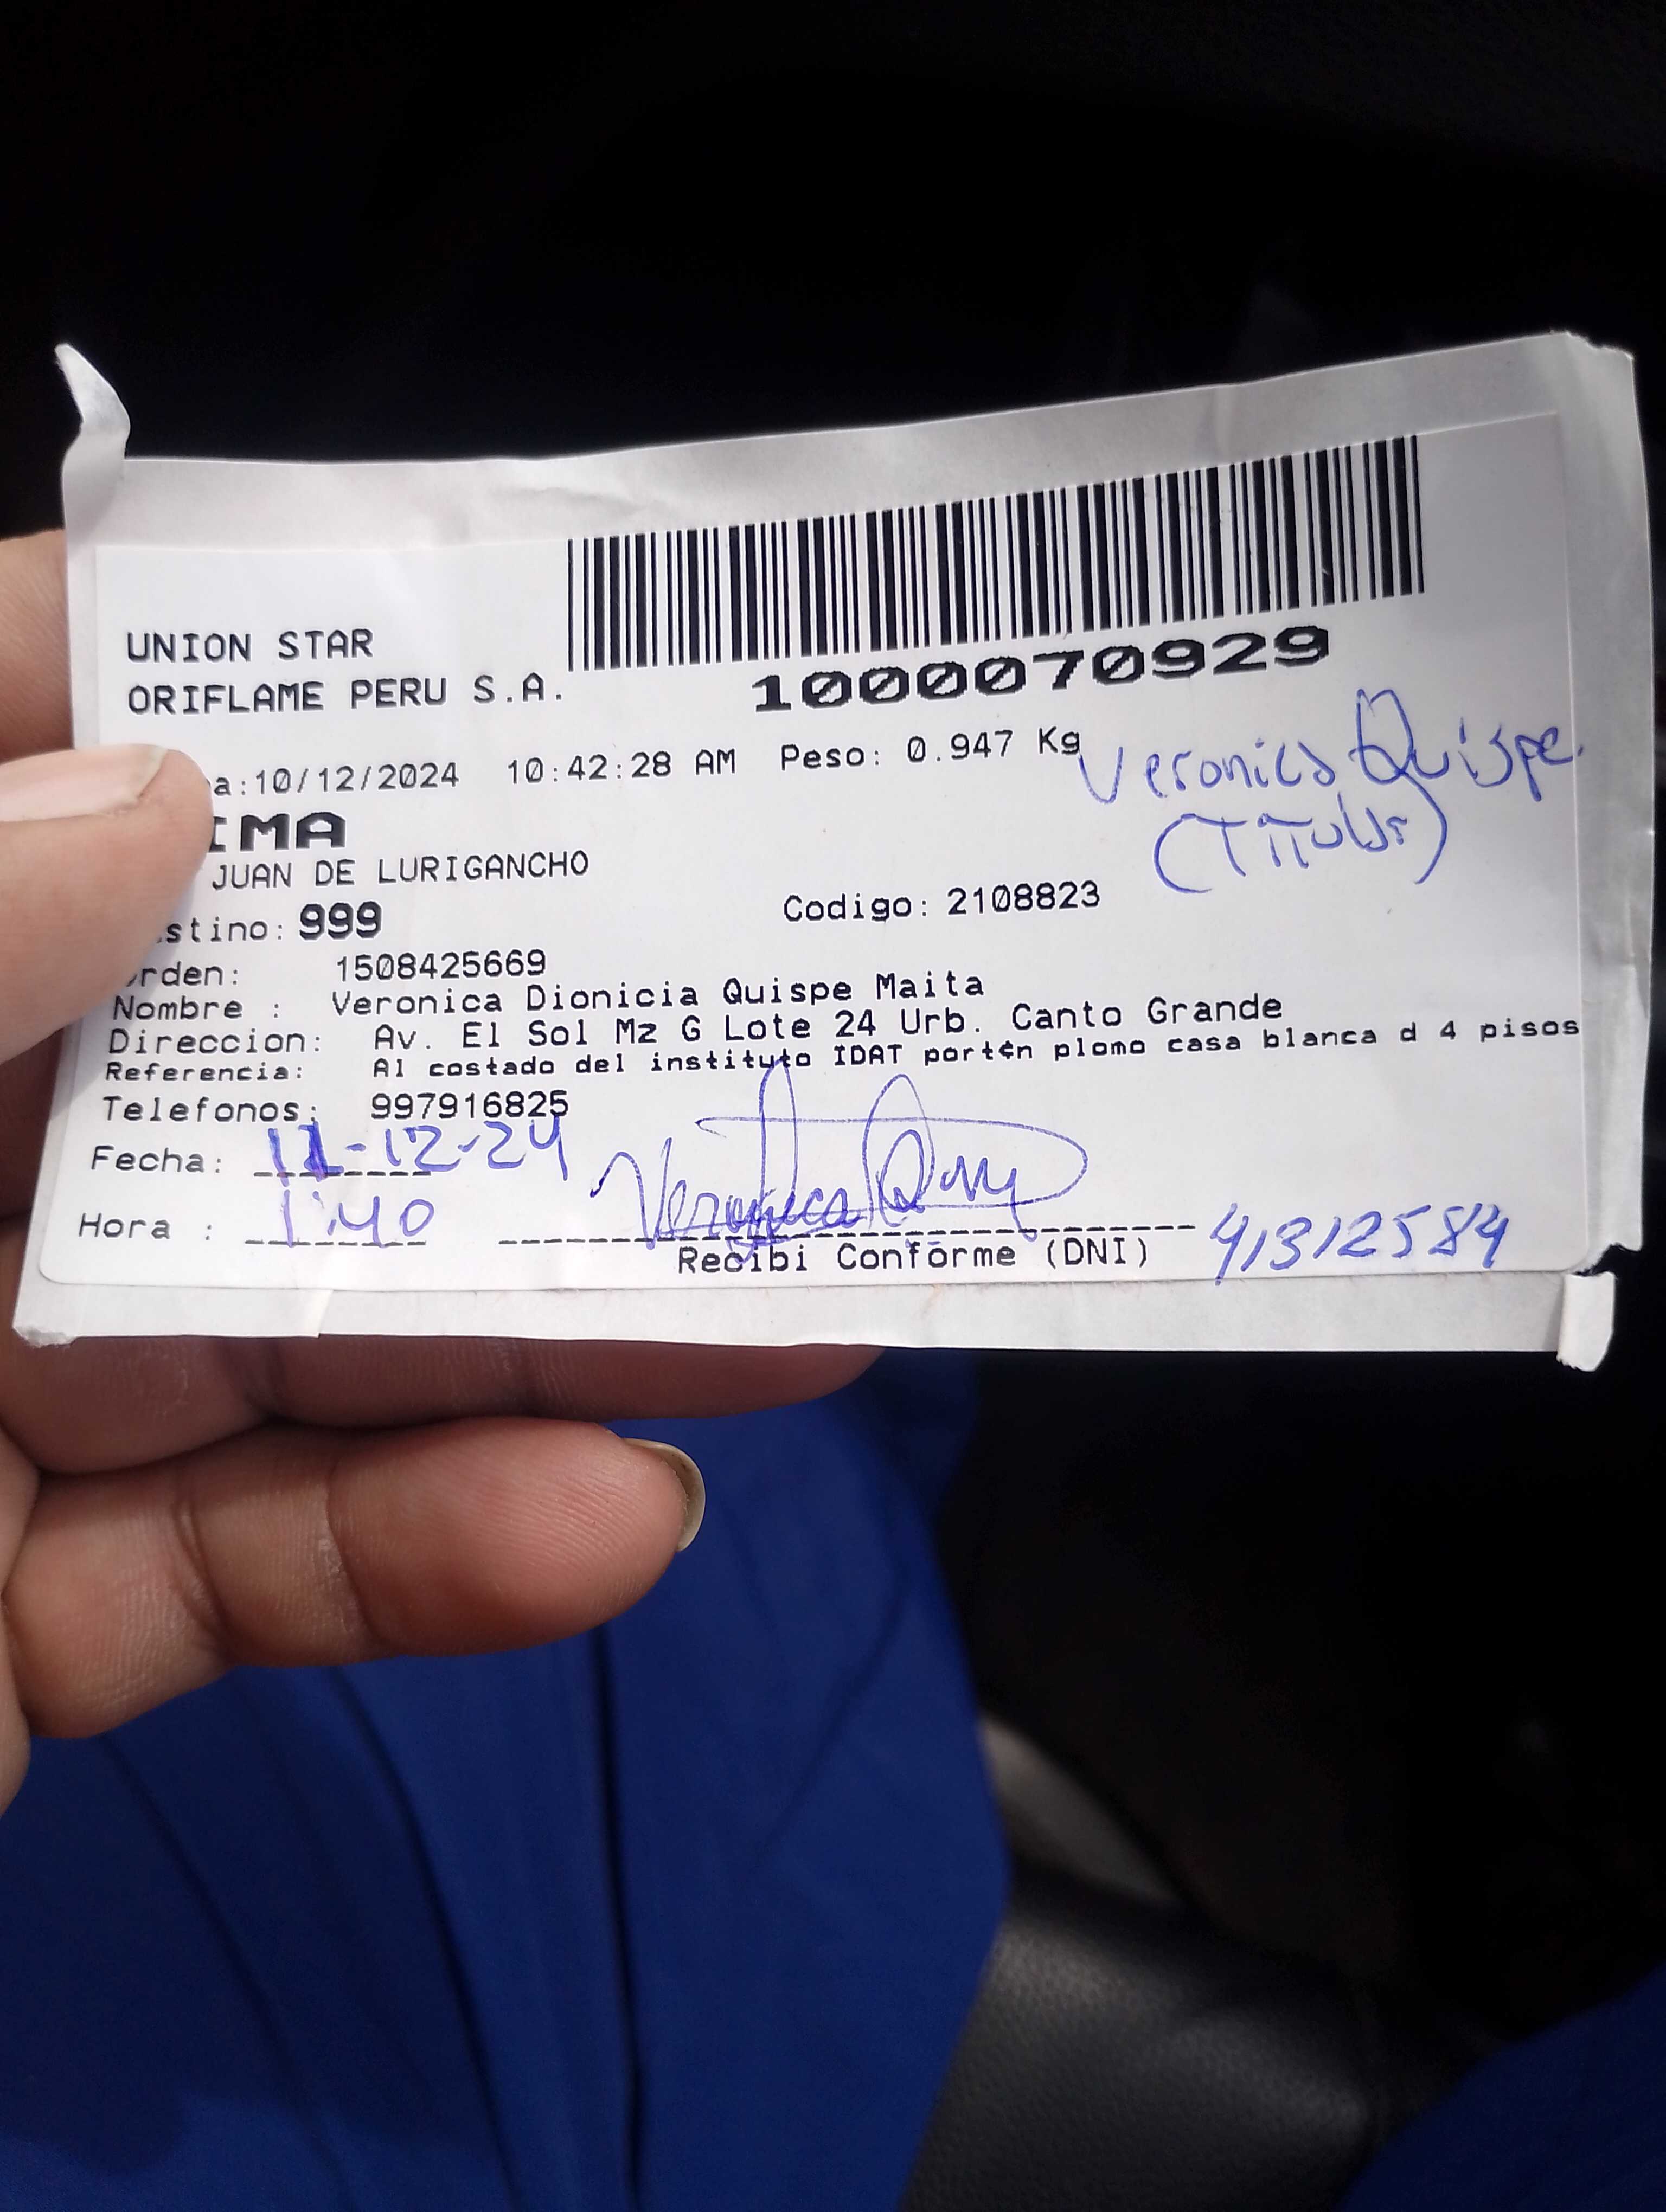 UNION STAR
ORIFLAME PERU S.A.
1000070929
a:10/12/2024 10:42:28 AM Peso: 0.947 Kg
Veronica Quispe.
(Titular)
IMA
JUAN DE LURIGANCHO
stino: 999 Codigo: 2108823
rden: 1508425669
Nombre : Veronica Dionicia Quispe Maita
Direccion: Av. El Sol Mz G Lote 24 Urb. Canto Grande
Referencia: Al costado del instituto IDAT portón plomo casa blanca d 4 pisos
Telefonos: 997916825
Fecha: 11-12-24
Hora : 1:40 Veronica
Recibi Conforme (DNI) 41312584